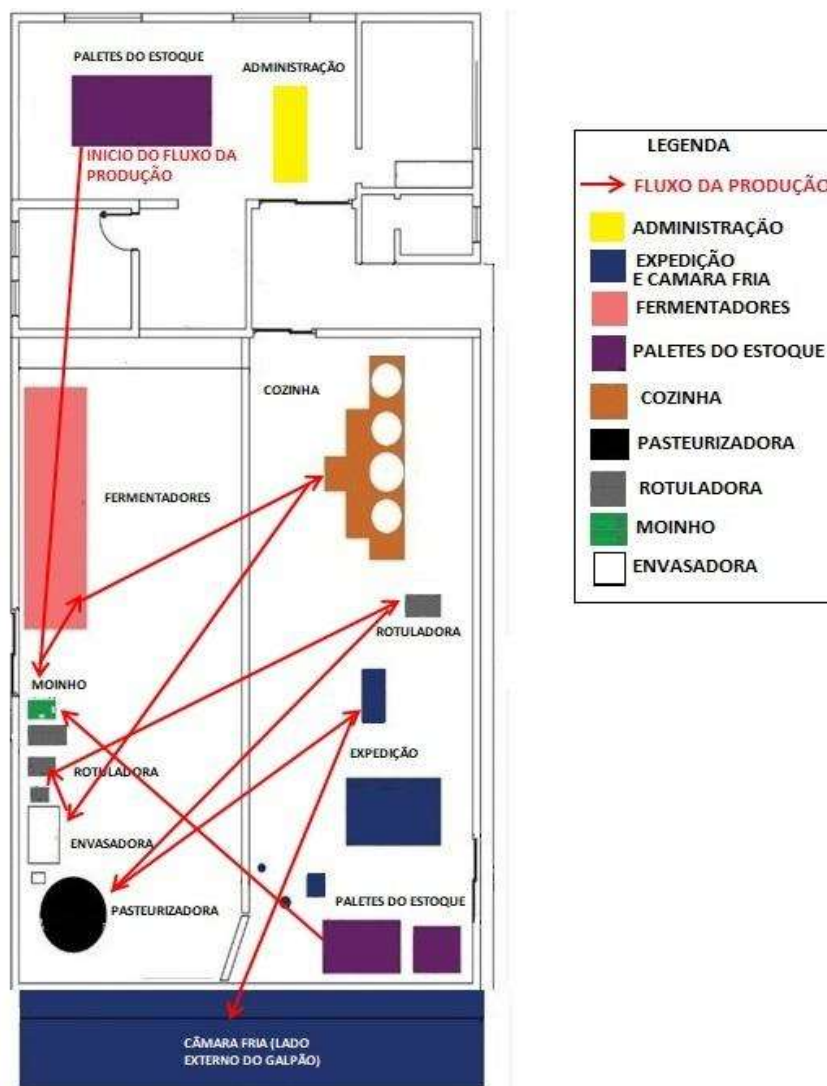 PALETES DO ESTOQUE
ADMINISTRAÇÃO
INICIO DO FLUXO DA
PRODUÇÃO
COZINHA
FERMENTADORES
ROTULADORA
MOINHO
EXPEDIÇÃO
ROTULADORA
ENVASADORA
PALETES DO ESTOQUE
PASTEURIZADORA
CÂMARA FRIA (LADO
EXTERNO DO GALPÃO)
LEGENDA
FLUXO DA PRODUÇÃO
ADMINISTRAÇÃO
EXPEDIÇÃO
E CAMARA FRIA
FERMENTADORES
PALETES DO ESTOQUE
COZINHA
PASTEURIZADORA
ROTULADORA
MOINHO
ENVASADORA